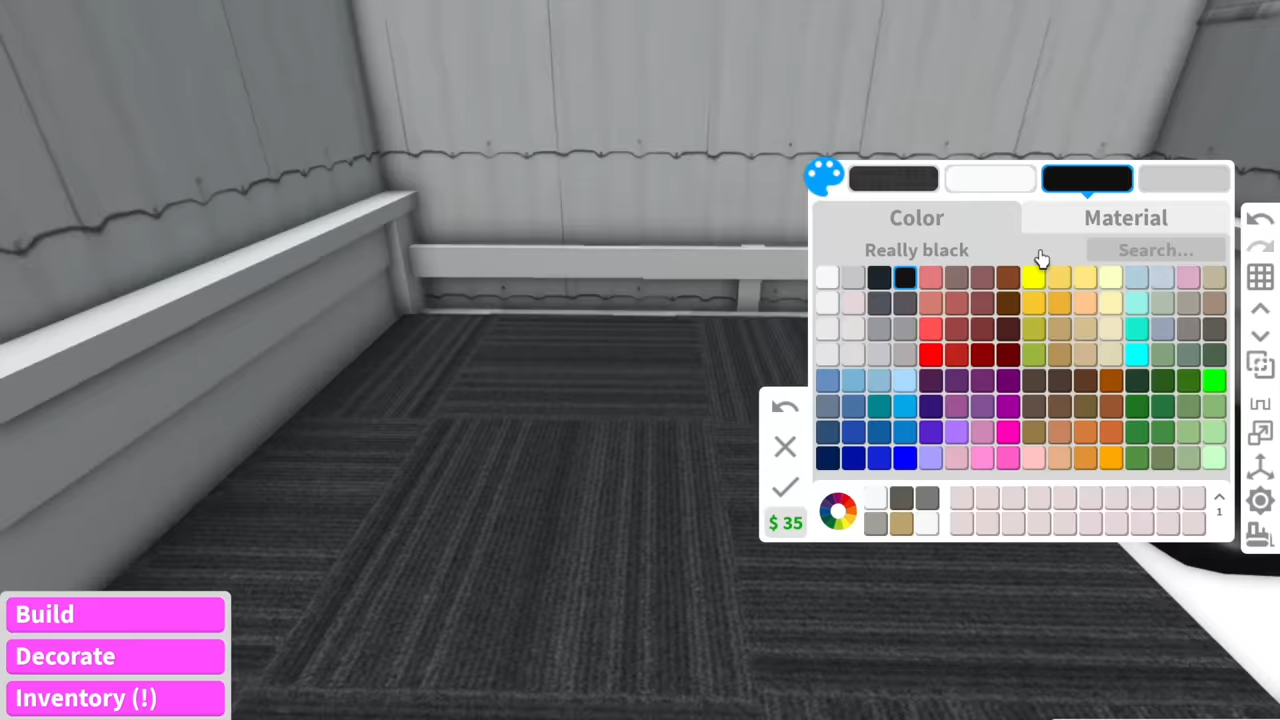 Color
Material
Really black
Search...
$ 35
1
Build
Decorate
Inventory (!)